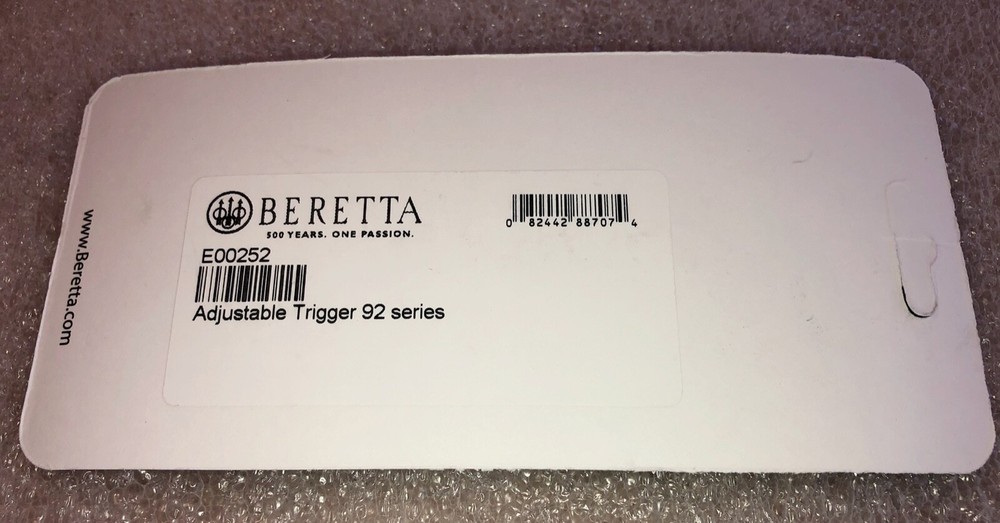 www.Beretta.com
BERETTA
500 YEARS. ONE PASSION.
0 82442 88707 4
E00252
Adjustable Trigger 92 series